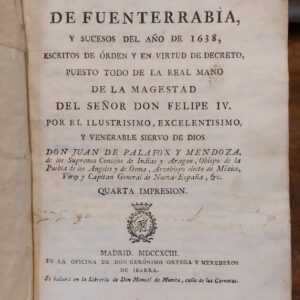 DE FUENTERRABIA,
Y SUCESOS DEL AÑO DE 1638,
ESCRITOS DE ÓRDEN Y EN VIRTUD DE DECRETO,
PUESTO TODO DE LA REAL MANO
DE LA MAGESTAD
DEL SEÑOR DON FELIPE IV.
POR EL ILUSTRISIMO, EXCELENTISIMO,
Y VENERABLE SIERVO DE DIOS
DON JUAN DE PALAFOX Y MENDOZA,
de los Supremos Consejos de Indias y Aragon, Obispo de la
Puebla de los Angeles y de Osma, Arzobispo electo de México,
Virey y Capitan General de Nueva-España, &c.
QUARTA IMPRESION.
MADRID. MDCCXCIII.
EN LA OFICINA DE DON GERÓNIMO ORTEGA Y HEREDEROS
DE IBARRA.
Se hallará en la Librería de Don Manuel de Munita, calle de las Carretas.